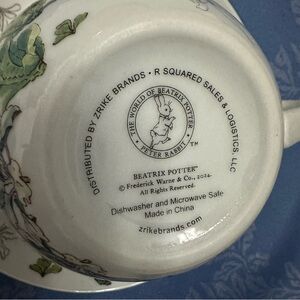 DISTRIBUTED BY ZRIKE BRANDS • R SQUARED SALES & LOGISTICS, LLC
THE WORLD OF BEATRIX POTTER
PETER RABBIT
TM
BEATRIX POTTER™
© Frederick Warne & Co., 2024.
All Rights Reserved.
Dishwasher and Microwave Safe
Made in China
zrikebrands.com